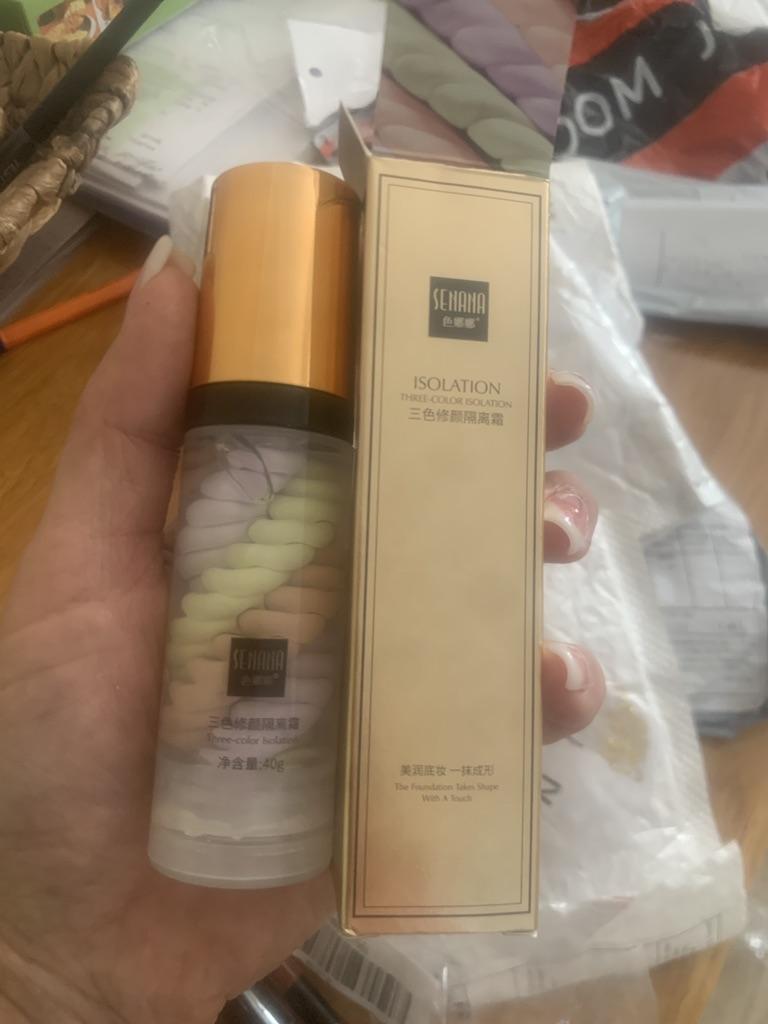 OOM
SENANA
色娜娜
ISOLATION
THREE-COLOR ISOLATION
三色修颜隔离霜
美润底妆 一抹成形
The Foundation Takes Shape
With A Touch
SENANA
色娜娜
三色修颜隔离霜
Three-color Isolation
净含量:40g